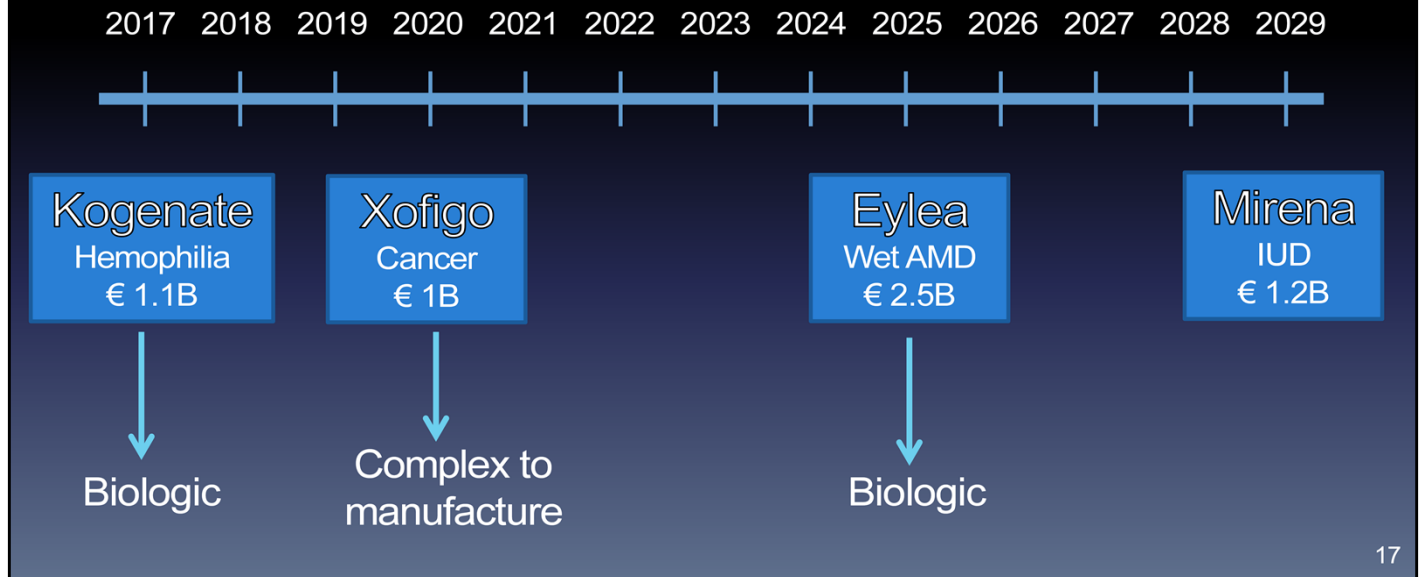 2017 2018 2019 2020 2021 2022 2023 2024 2025 2026 2027 2028 2029
Kogenate
Hemophilia
€ 1.1B
Biologic
Xofigo
Cancer
€ 1B
Complex to
manufacture
Eylea
Wet AMD
€ 2.5B
Biologic
Mirena
IUD
€ 1.2B
17